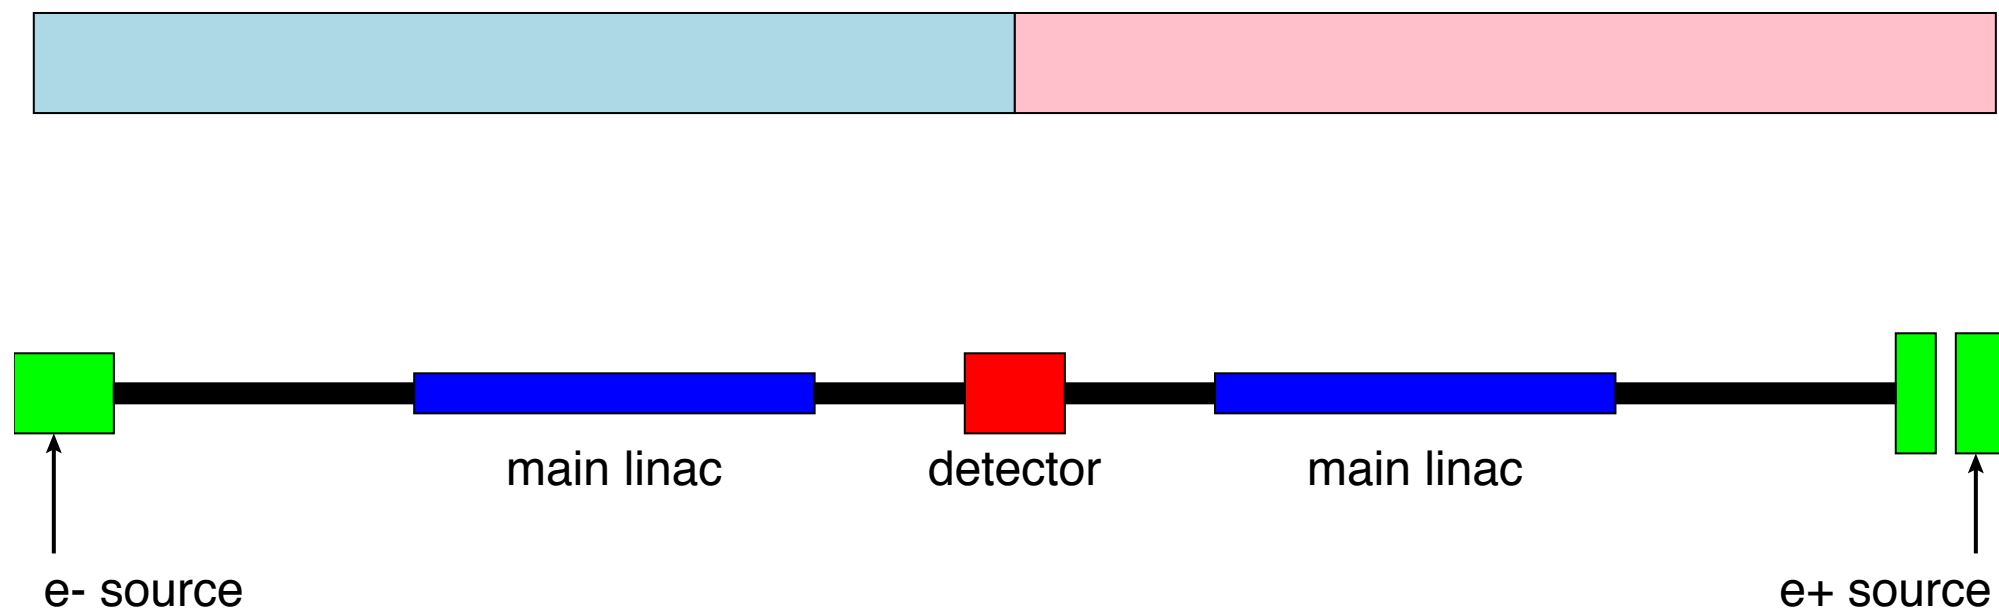 main linac
detector
main linac
e- source
e+ source